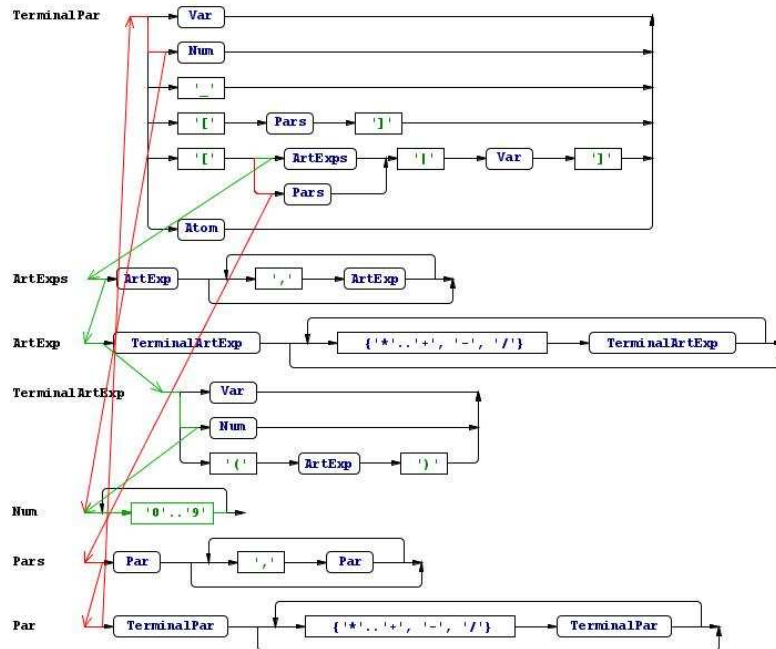 TerminalPar Var
Num
'_'
'[' Pars ']'
'[' ArtExps '|' Var ']'
Pars
Atom
ArtExps ArtExp ',' ArtExp
ArtExp TerminalArtExp {'*'..'+', '-', '/'} TerminalArtExp
TerminalArtExp Var
Num
'(' ArtExp ')'
Num '0'..'9'
Pars Par ',' Par
Par TerminalPar {'*'..'+', '-', '/'} TerminalPar